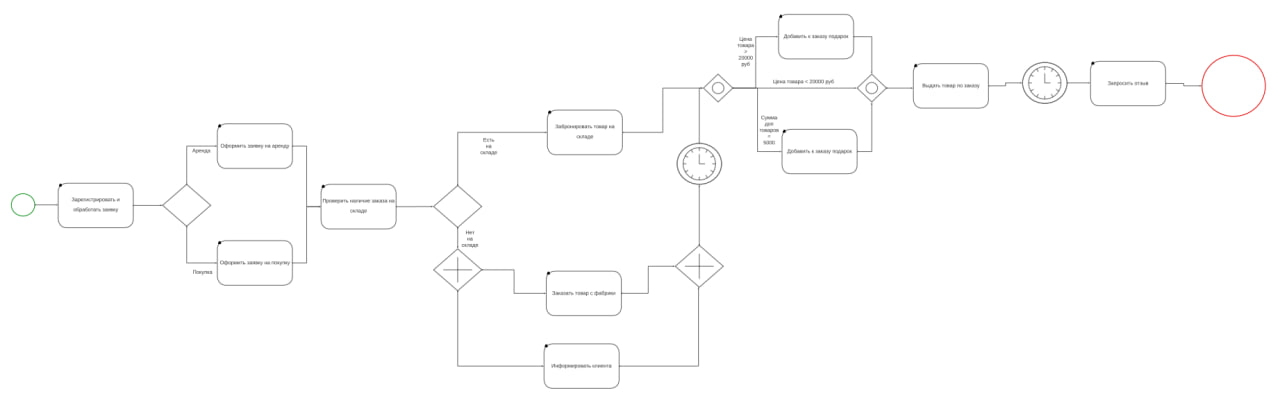 Зарегистрировать и
обработать заявку
Аренда
Оформить заявку на аренду
Покупка
Оформить заявку на покупку
Проверить наличие заказа на
складе
Есть
на
складе
Нет
на
складе
Забронировать товар на
складе
Заказать товар с фабрики
Информировать клиента
Цена
товара
>
20000
руб
Добавить к заказу подарок
Цена товара < 20000 руб
Сумма
доп
товаров
=
5000
Добавить к заказу подарок
Выдать товар по заказу
Запросить отзыв